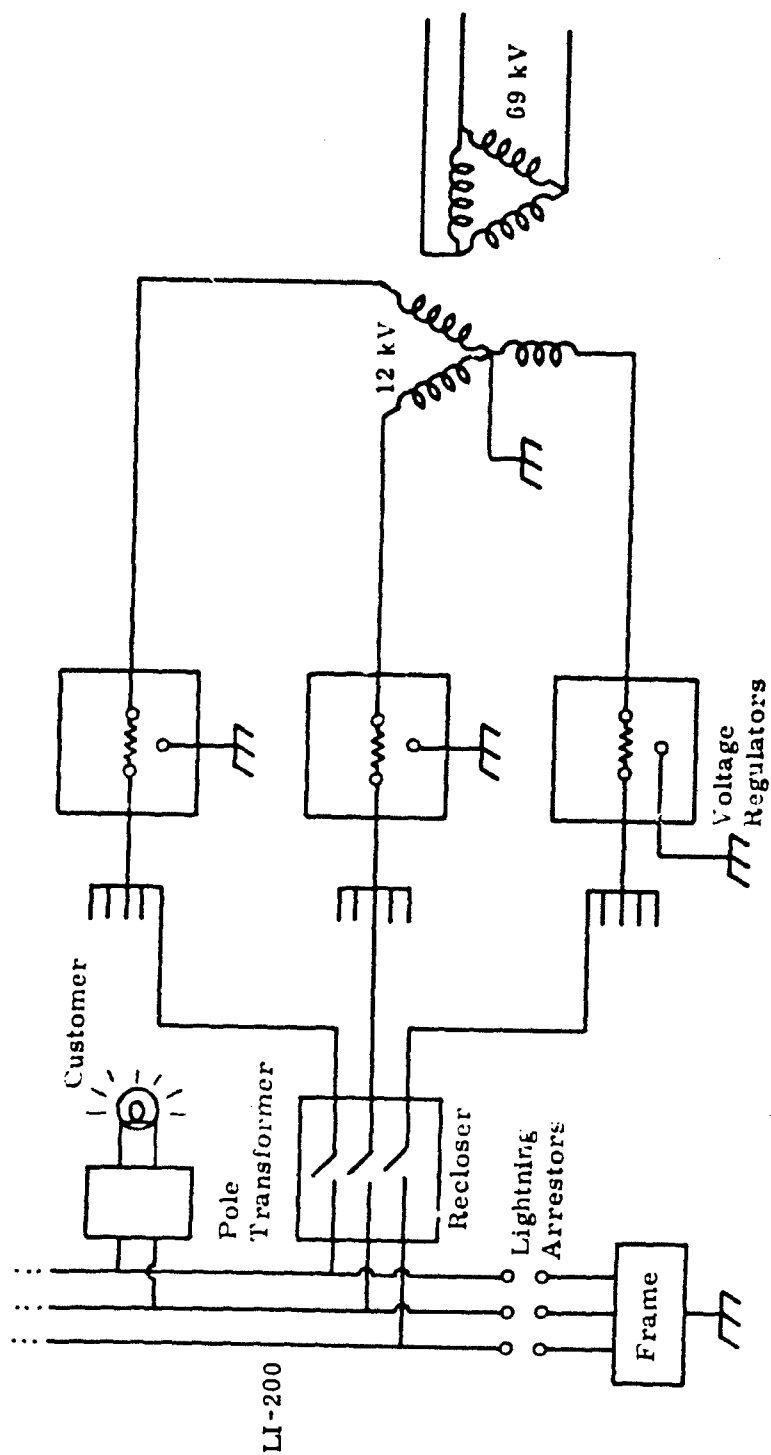 69 kV
12 kV
Customer
Pole
Transformer
Recloser
Lightning
Arrestors
Frame
LI-200
Voltage
Regulators